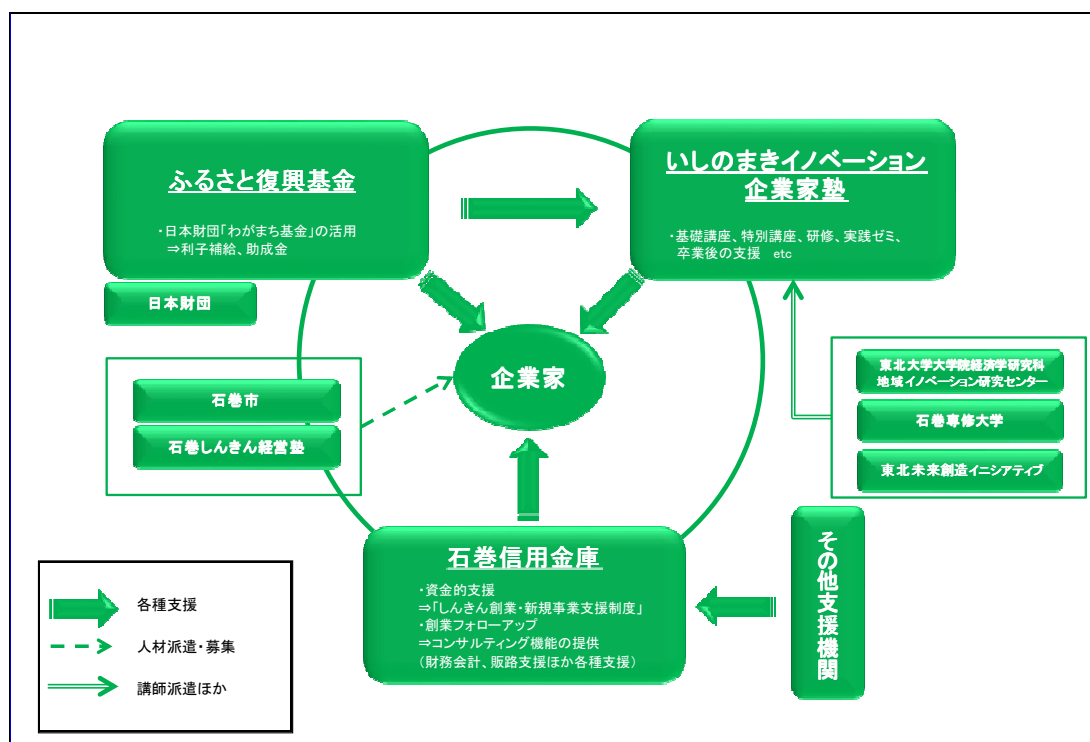 ふるさと復興基金
・日本財団「わがまち基金」の活用
⇒利子補給、助成金
日本財団
いしのまきイノベーション
企業家塾
・基礎講座、特別講座、研修、実践ゼミ、
卒業後の支援 etc
企業家
石巻市
石巻しんきん経営塾
東北大学大学院経済学研究科
地域イノベーション研究センター
石巻専修大学
東北未来創造イニシアティブ
石巻信用金庫
・資金的支援
⇒「しんきん創業・新規事業支援制度」
・創業フォローアップ
⇒コンサルティング機能の提供
（財務会計、販路支援ほか各種支援）
その他支援機関
各種支援
人材派遣・募集
講師派遣ほか